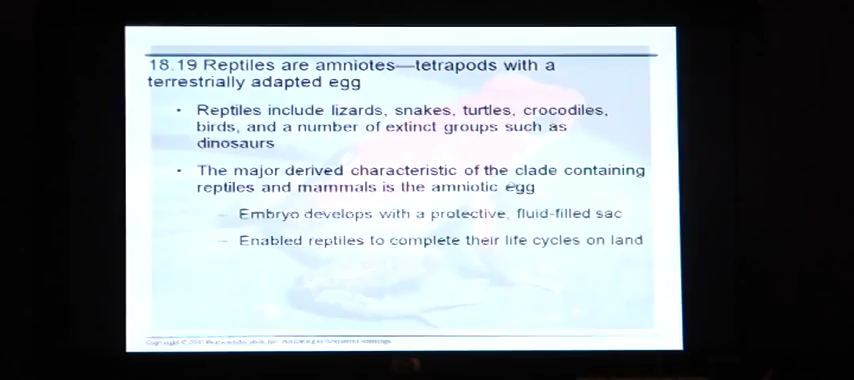 18.19 Reptiles are amniotes—tetrapods with a
terrestrially adapted egg
• Reptiles include lizards, snakes, turtles, crocodiles,
birds, and a number of extinct groups such as
dinosaurs
• The major derived characteristic of the clade containing
reptiles and mammals is the amniotic egg
– Embryo develops with a protective, fluid-filled sac
– Enabled reptiles to complete their life cycles on land
Copyright ©